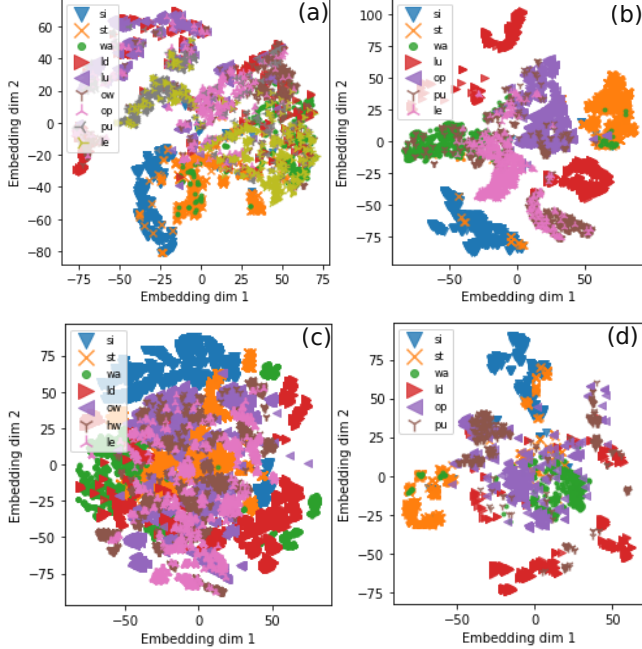 (a)
si
st
wa
ld
lu
ow
op
pu
le
60
40
20
0
−20
−40
−60
−80
−75
−50
−25
0
25
50
75
Embedding dim 1
Embedding dim 2
(b)
si
st
wa
lu
op
pu
le
100
75
50
25
0
−25
−50
−75
−50
0
50
Embedding dim 1
Embedding dim 2
(c)
si
st
wa
ld
ow
hw
le
75
50
25
0
−25
−50
−75
−50
0
50
Embedding dim 1
Embedding dim 2
(d)
si
st
wa
ld
op
pu
75
50
25
0
−25
−50
−75
−50
0
50
Embedding dim 1
Embedding dim 2